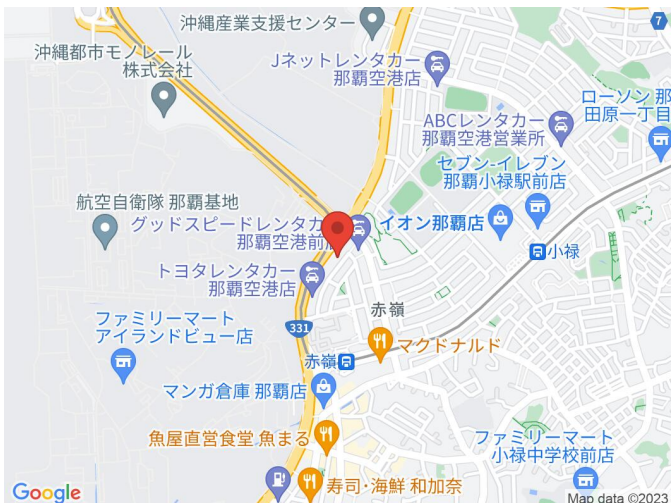 沖縄産業支援センター
7
沖縄都市モノレール
株式会社
Jネットレンタカー
那覇空港店
ABCレンタカー
那覇空港営業所
ローソン 那
田原一丁目
セブン-イレブン
那覇小禄駅前店
航空自衛隊 那覇基地
グッドスピードレンタカ
那覇空港前店
イオン那覇店
小禄
トヨタレンタカー
那覇空港店
赤嶺
ファミリーマート
アイランドビュー店
331
マクドナルド
赤嶺
マンガ倉庫 那覇店
魚屋直営食堂 魚まる
ファミリーマート
小禄中学校前店
寿司・海鮮 和加奈
Google
Map data ©2023